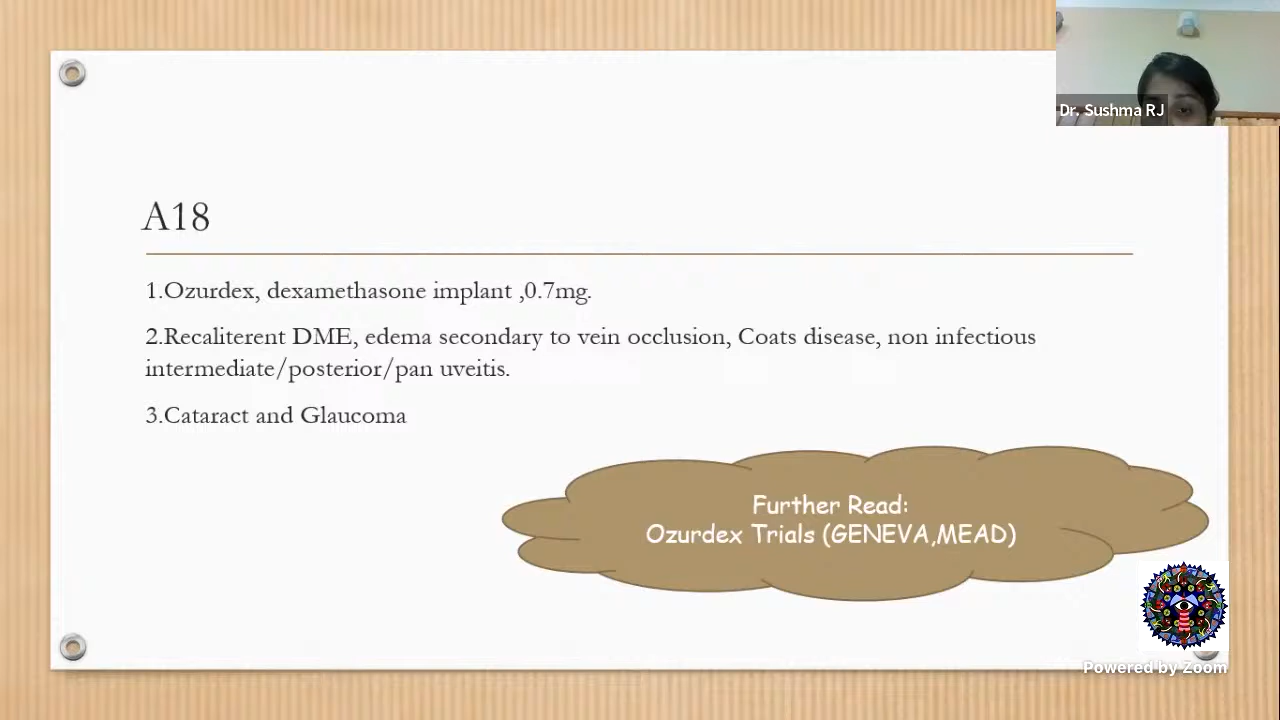 Dr. Sushma RJ
A18
1.Ozurdex, dexamethasone implant ,0.7mg.
2.Recaliterent DME, edema secondary to vein occlusion, Coats disease, non infectious
intermediate/posterior/pan uveitis.
3.Cataract and Glaucoma
Further Read:
Ozurdex Trials (GENEVA,MEAD)
Powered by Zoom